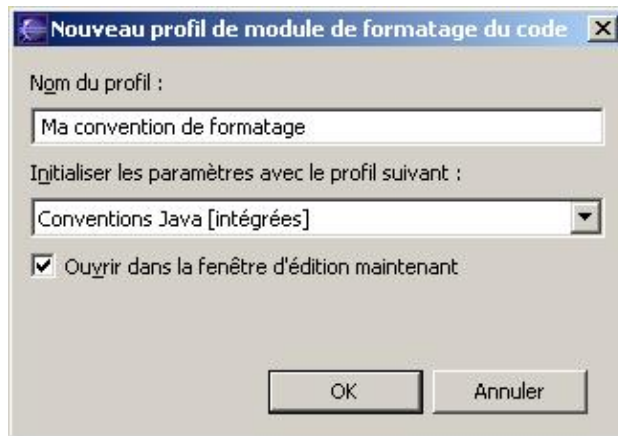 Nouveau profil de module de formatage du code
Nom du profil :
Ma convention de formatage
Initialiser les paramètres avec le profil suivant :
Conventions Java [intégrées]
Ouvrir dans la fenêtre d'édition maintenant
OK
Annuler